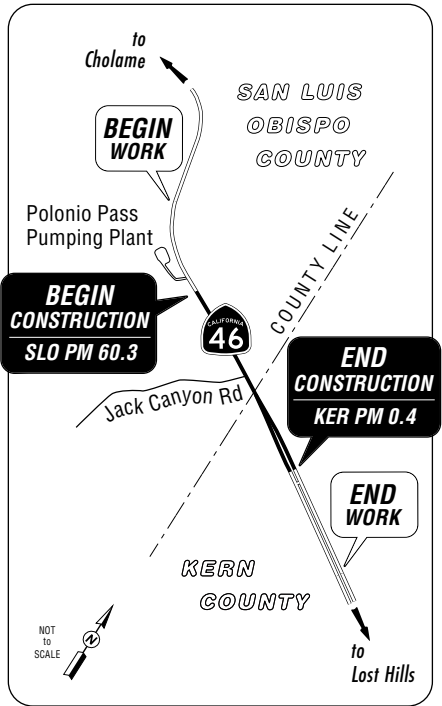 to
Cholame
SAN LUIS
OBISPO
COUNTY
BEGIN
WORK
Polonio Pass
Pumping Plant
COUNTY LINE
BEGIN
CONSTRUCTION
SLO PM 60.3
CALIFORNIA
46
END
CONSTRUCTION
KER PM 0.4
Jack Canyon Rd
END
WORK
KERN
COUNTY
NOT
to
SCALE
N
to
Lost Hills